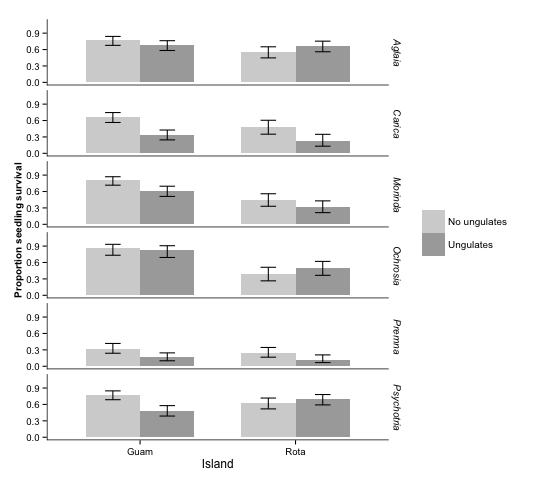 Proportion seedling survival
0.9
0.6
0.3
0.0
Aglaia
0.9
0.6
0.3
0.0
Carica
0.9
0.6
0.3
0.0
Morinda
0.9
0.6
0.3
0.0
Ochrosia
0.9
0.6
0.3
0.0
Premna
0.9
0.6
0.3
0.0
Psychotria
Guam
Rota
Island
No ungulates
Ungulates